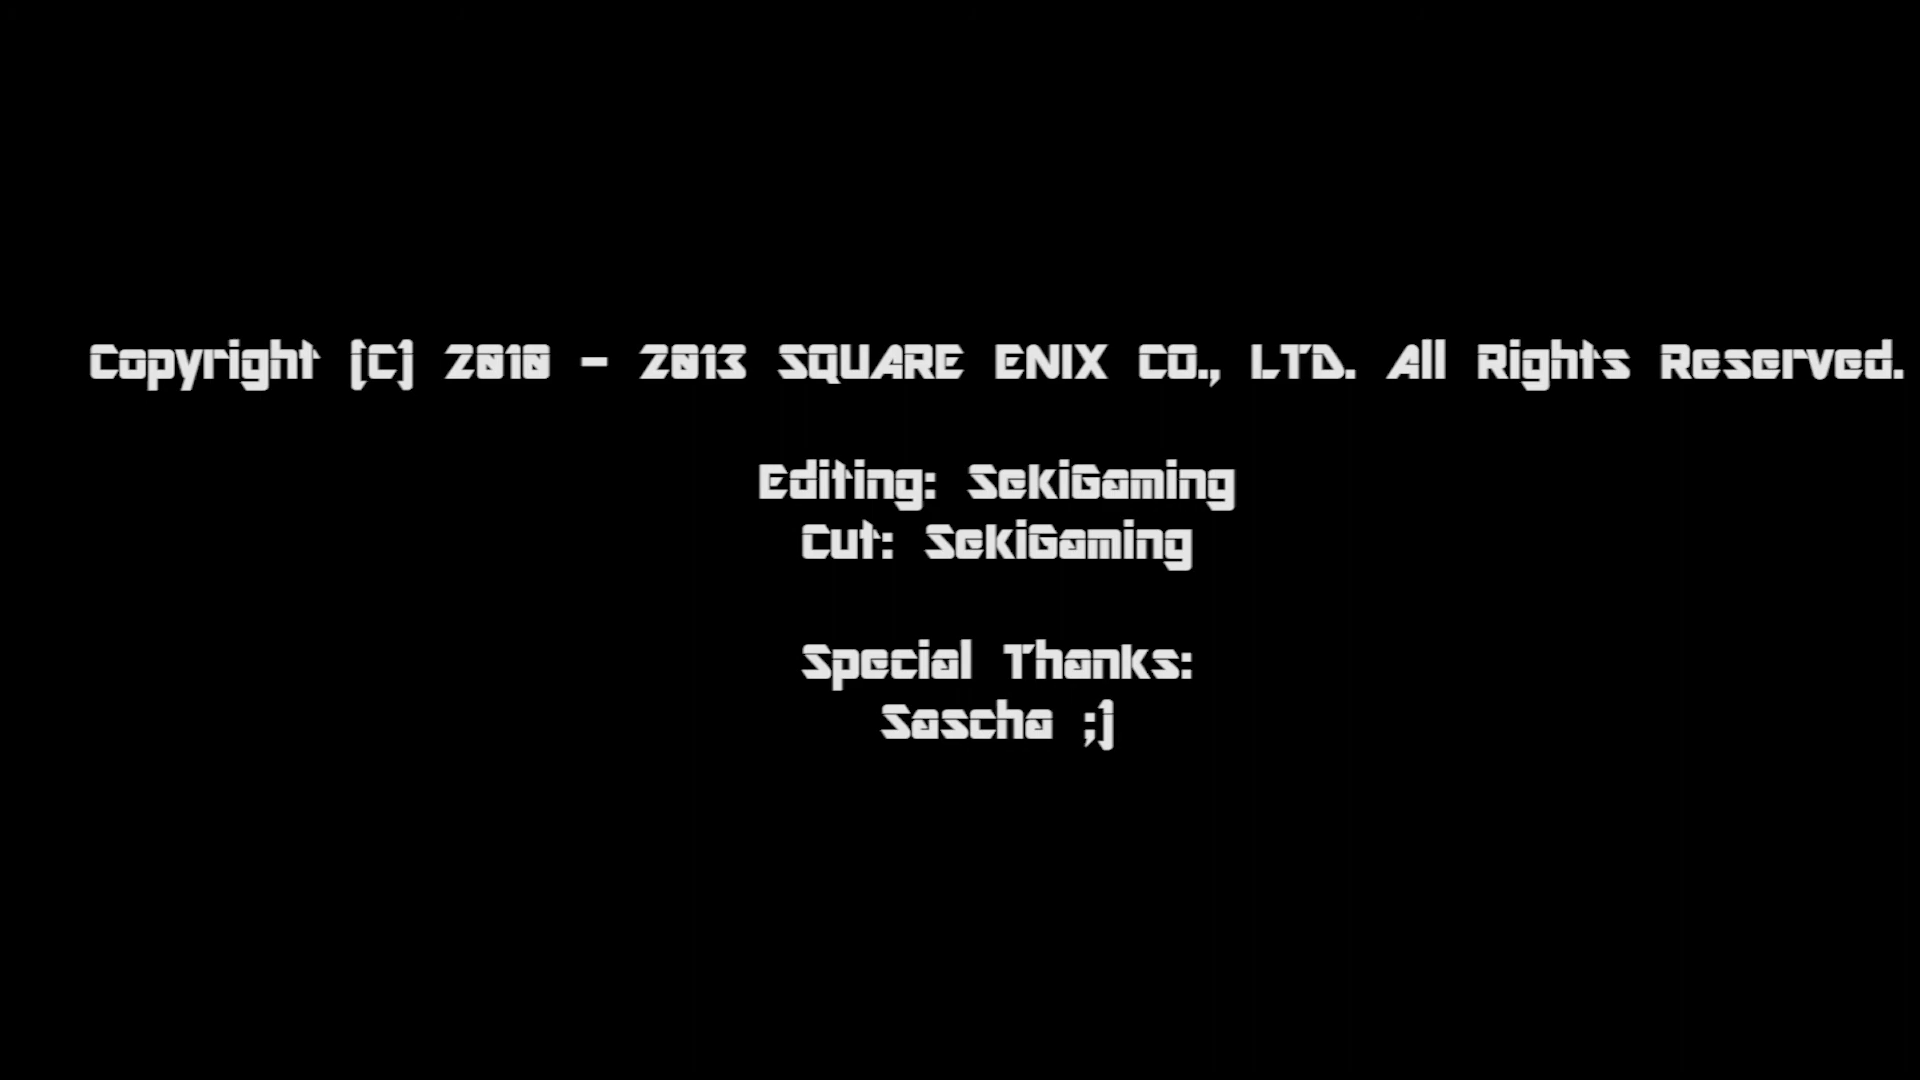 Copyright (C) 2010 - 2013 SQUARE ENIX CO., LTD. All Rights Reserved.
Editing: SekiGaming
Cut: SekiGaming
Special Thanks:
Sascha ;)